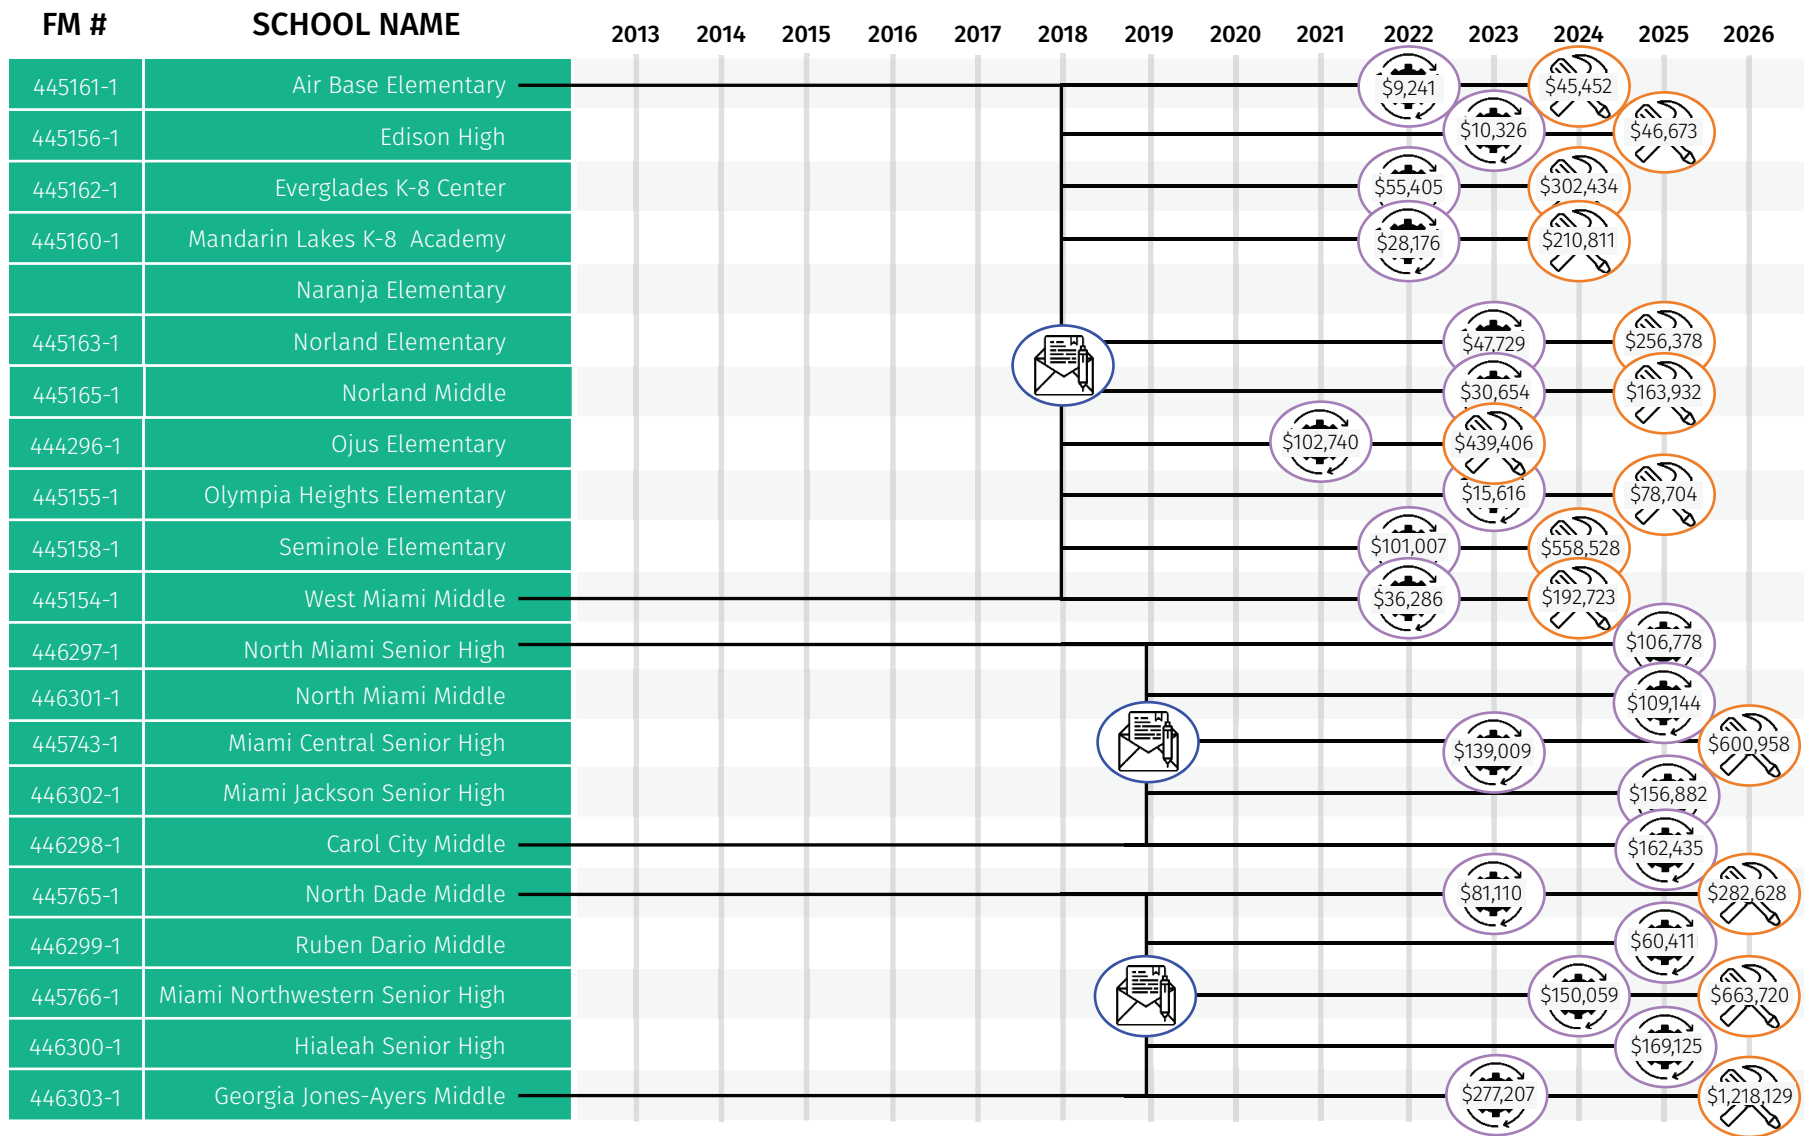 FM # SCHOOL NAME 2013 2014 2015 2016 2017 2018 2019 2020 2021 2022 2023 2024 2025 2026
445161-1 Air Base Elementary $9,241 $45,452
445156-1 Edison High $10,326 $46,673
445162-1 Everglades K-8 Center $55,405 $302,434
445160-1 Mandarin Lakes K-8 Academy $28,176 $210,811
Naranja Elementary
445163-1 Norland Elementary $47,729 $256,378
445165-1 Norland Middle $30,654 $163,932
444296-1 Ojus Elementary $102,740 $439,406
445155-1 Olympia Heights Elementary $15,616 $78,704
445158-1 Seminole Elementary $101,007 $558,528
445154-1 West Miami Middle $36,286 $192,723
446297-1 North Miami Senior High $106,778
446301-1 North Miami Middle $109,144
445743-1 Miami Central Senior High $139,009 $600,958
446302-1 Miami Jackson Senior High $156,882
446298-1 Carol City Middle $162,435
445765-1 North Dade Middle $81,110 $282,628
446299-1 Ruben Dario Middle $60,411
445766-1 Miami Northwestern Senior High $150,059 $663,720
446300-1 Hialeah Senior High $169,125
446303-1 Georgia Jones-Ayers Middle $277,207 $1,218,129